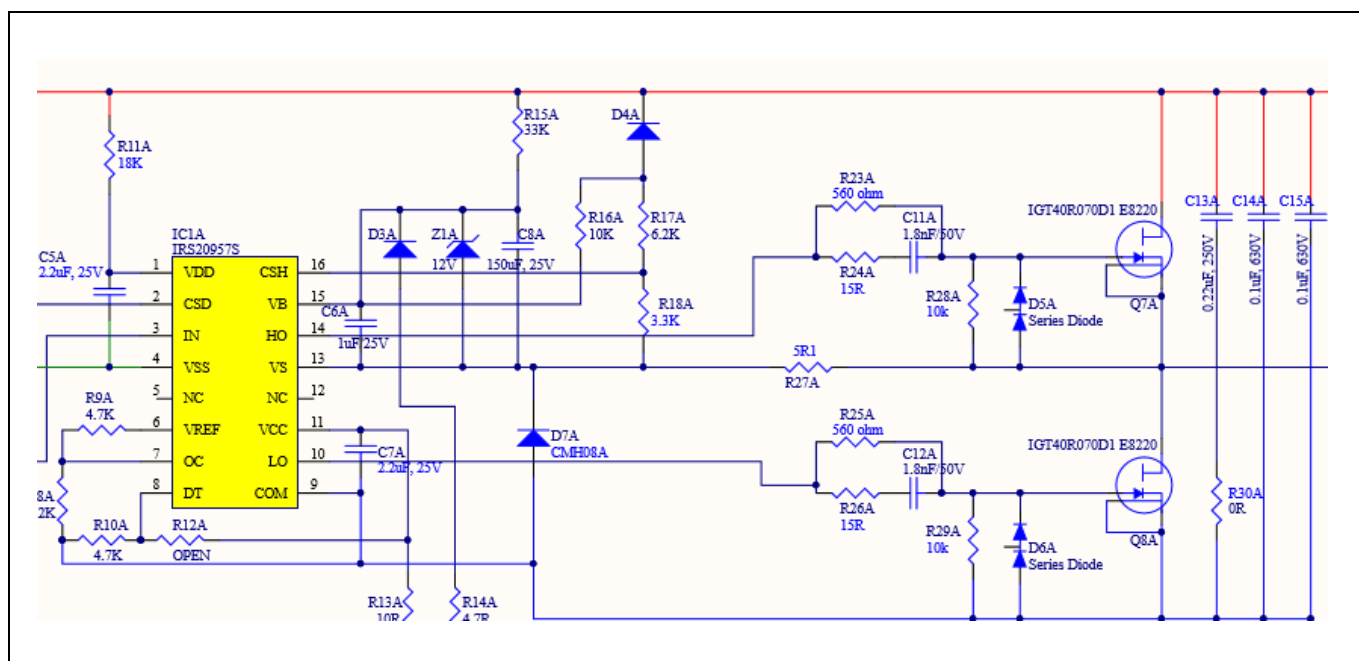 R15A
33K
D4A
R11A
18K
R23A
560 ohm
R16A
10K
R17A
6.2K
C11A
1.8nF/50V
IGT40R070D1 E8220
C13A
C14A
C15A
0.22uF, 250V
0.1uF, 630V
0.1uF, 630V
IC1A
IRS20957S
D3A
Z1A
12V
C8A
150uF, 25V
C5A
2.2uF, 25V
1
VDD
CSH
16
2
CSD
VB
15
3
IN
HO
14
4
VSS
VS
13
5
NC
NC
12
6
VREF
VCC
11
7
OC
LO
10
8
DT
COM
9
R24A
15R
R28A
10k
D5A
Series Diode
Q7A
C6A
1uF/25V
R18A
3.3K
5R1
R27A
R9A
4.7K
R25A
560 ohm
C12A
1.8nF/50V
IGT40R070D1 E8220
D7A
CMH08A
C7A
2.2uF, 25V
8A
2K
R10A
4.7K
R12A
OPEN
R26A
15R
R29A
10k
D6A
Series Diode
Q8A
R30A
0R
R13A
10R
R14A
4.7R